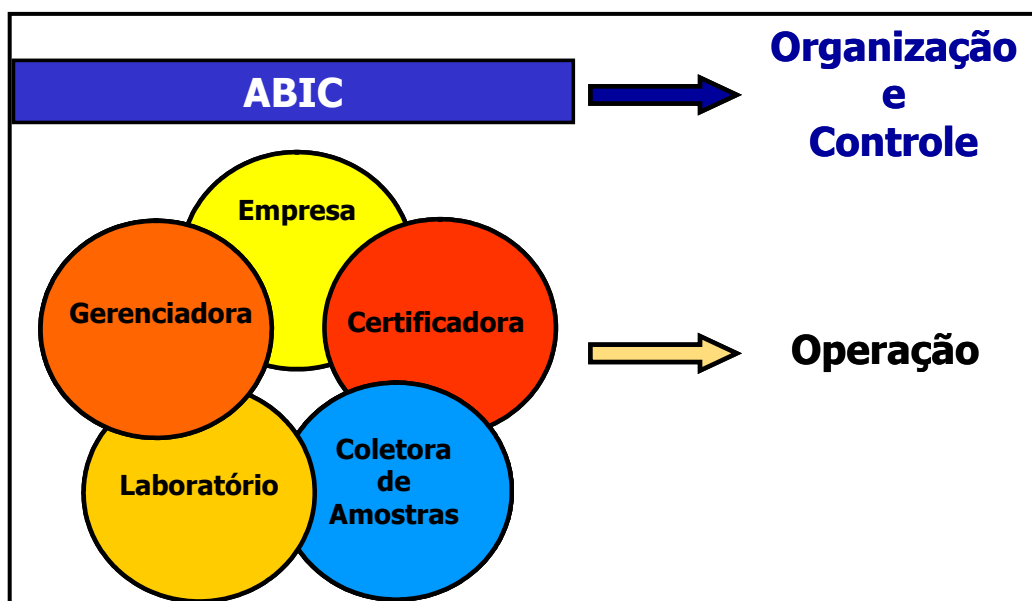 ABIC
Organização
e
Controle
Empresa
Gerenciadora
Certificadora
Operação
Laboratório
Coletora
de
Amostras